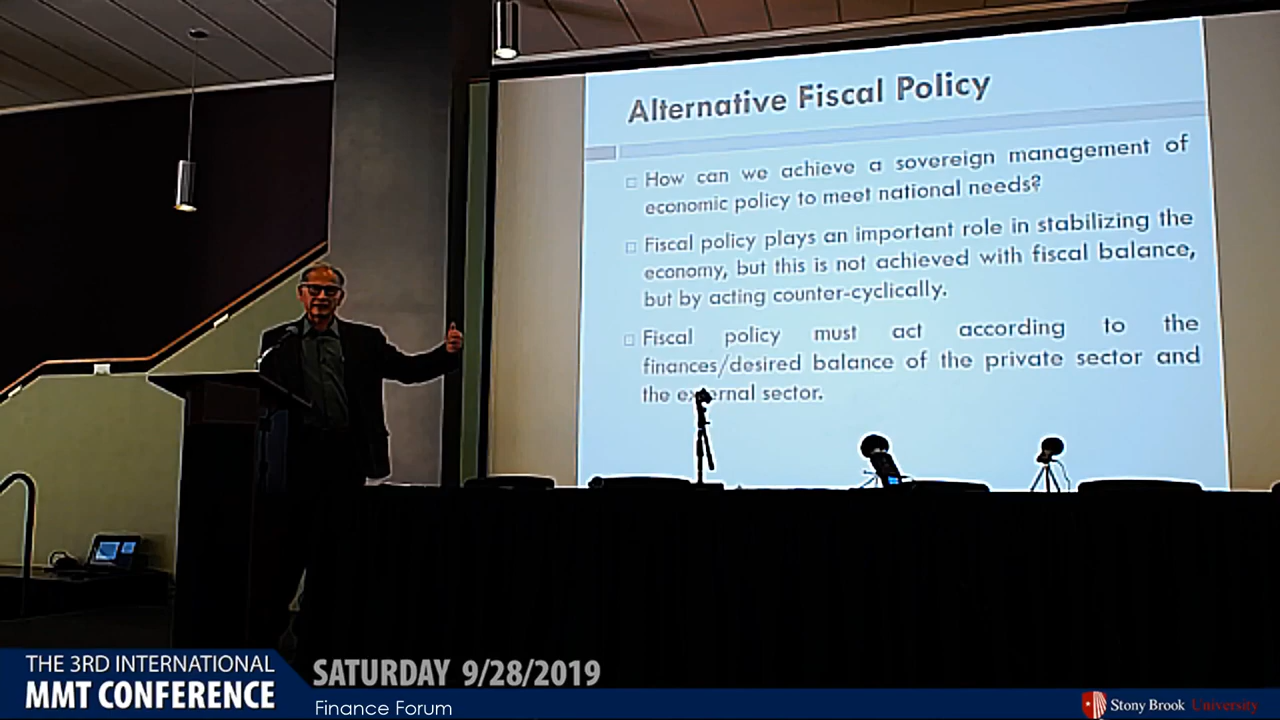 Alternative Fiscal Policy
How can we achieve a sovereign management of
economic policy to meet national needs?
Fiscal policy plays an important role in stabilizing the
economy, but this is not achieved with fiscal balance,
but by acting counter-cyclically.
Fiscal policy must act according to the
finances/desired balance of the private sector and
the external sector.
THE 3RD INTERNATIONAL
MMT CONFERENCE
SATURDAY 9/28/2019
Finance Forum
Stony Brook University